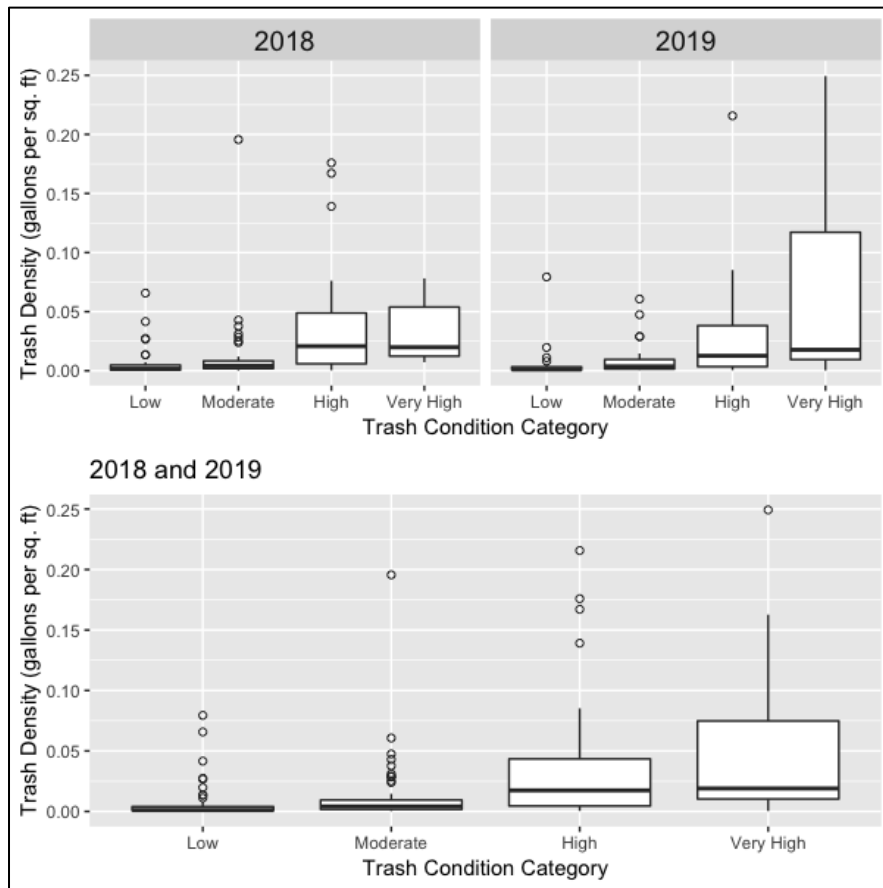 2018 2019
Trash Density (gallons per sq. ft)
0.25
0.20
0.15
0.10
0.05
0.00
Low Moderate High Very High Low Moderate High Very High
Trash Condition Category
2018 and 2019
Trash Density (gallons per sq. ft)
0.25
0.20
0.15
0.10
0.05
0.00
Low Moderate High Very High
Trash Condition Category